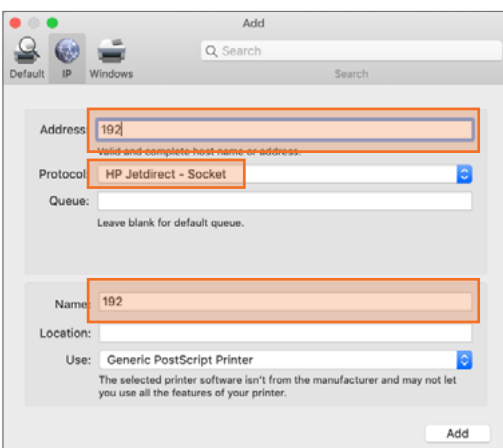 Add
Search
Default IP Windows
Search
Address: 192
Valid and complete host name or address.
Protocol: HP Jetdirect - Socket
Queue:
Leave blank for default queue.
Name: 192
Location:
Use: Generic PostScript Printer
The selected printer software isn't from the manufacturer and may not let
you use all the features of your printer.
Add